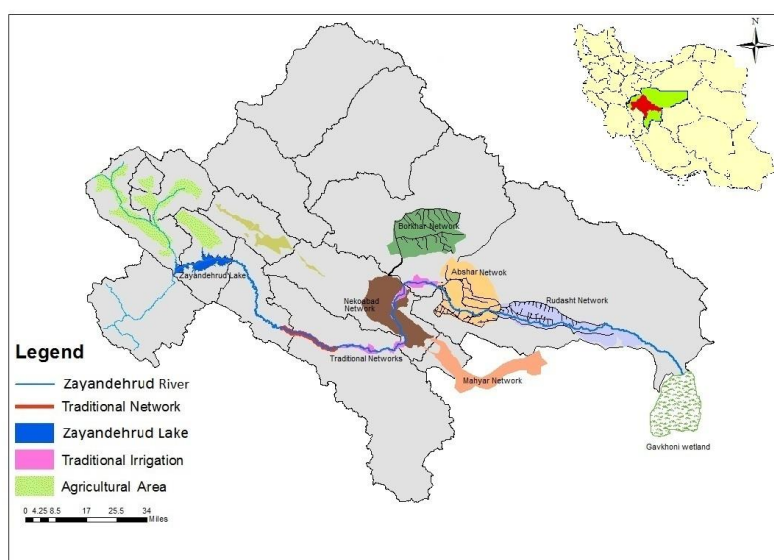 N
Borkhar Network
Abshar Netwok
Zayandehrud Lake
Nekoabad
Network
Rudasht Network
Traditional Networks
Mahyar Network
Gavkhoni wetland
Legend
Zayandehrud River
Traditional Network
Zayandehrud Lake
Traditional Irrigation
Agricultural Area
0 4.25 8.5 17 25.5 34
Miles